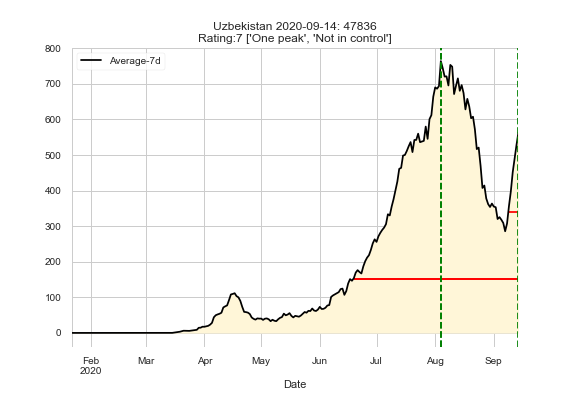 Uzbekistan 2020-09-14: 47836
Rating:7 ['One peak', 'Not in control']
Average-7d
800
700
600
500
400
300
200
100
0
Feb Mar Apr May Jun Jul Aug Sep
2020
Date